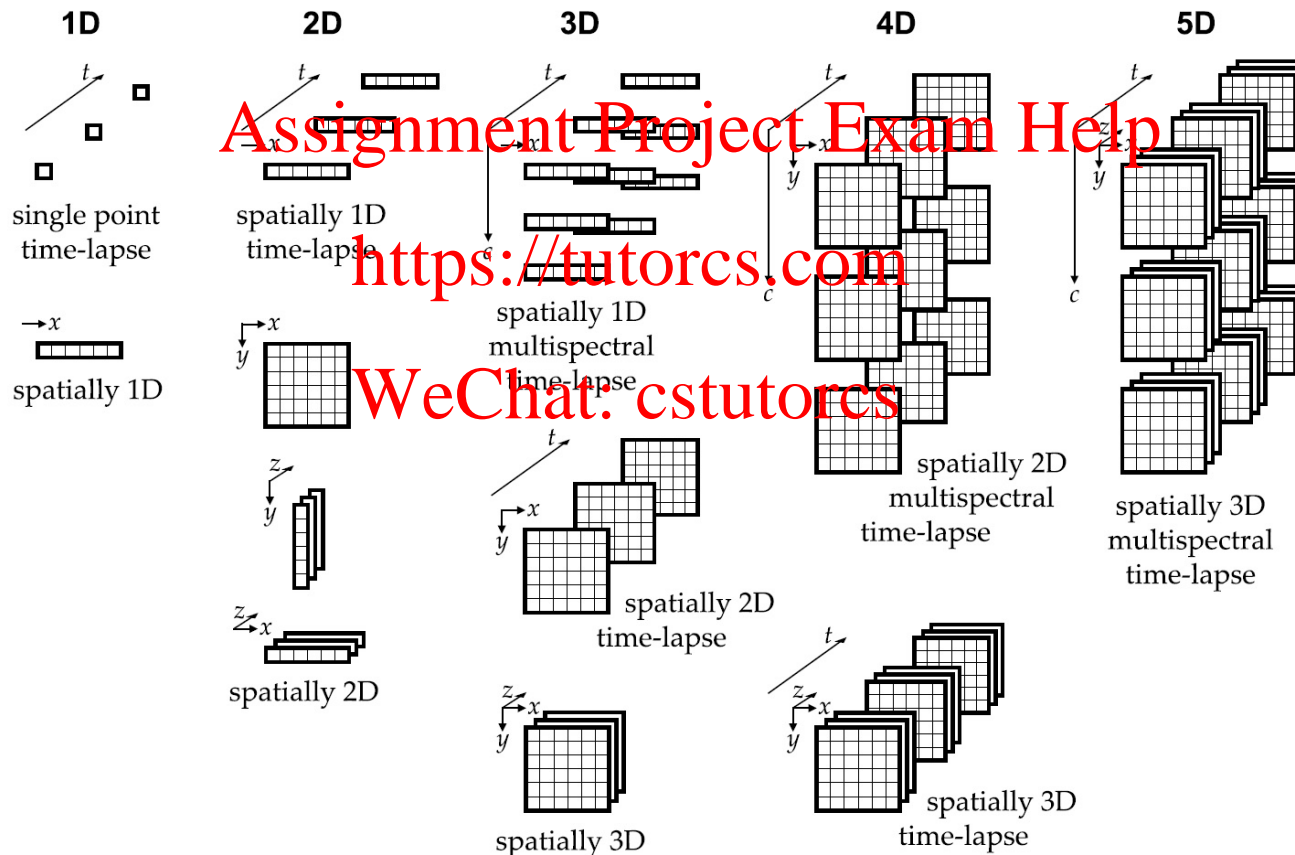 1D
2D
3D
4D
5D
t
single point
time-lapse
x
spatially 1D
t
x
spatially 1D
time-lapse
x
y
z
y
z
x
spatially 2D
t
x
c
spatially 1D
multispectral
time-lapse
t
x
y
spatially 2D
time-lapse
z
x
y
spatially 3D
t
x
y
c
spatially 2D
multispectral
time-lapse
t
z
x
y
spatially 3D
time-lapse
t
z
x
y
c
spatially 3D
multispectral
time-lapse
Assignment Project Exam Help
https://tutorcs.com
WeChat: cstutorcs